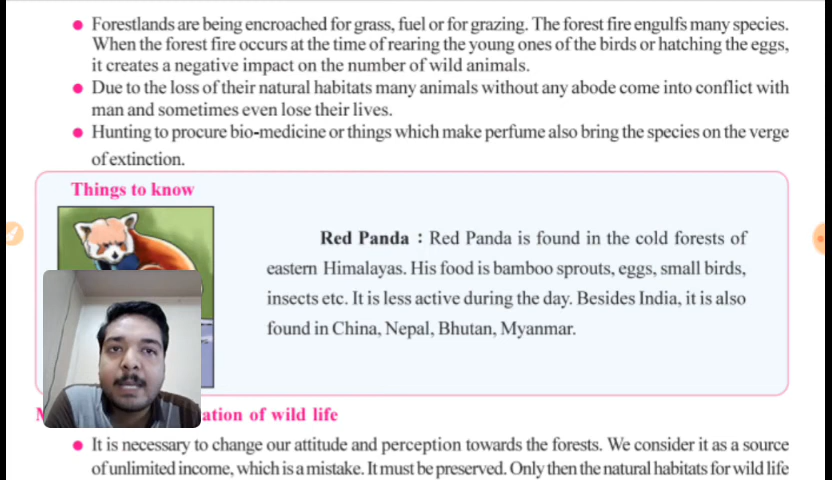 Forestlands are being encroached for grass, fuel or for grazing. The forest fire engulfs many species.
When the forest fire occurs at the time of rearing the young ones of the birds or hatching the eggs,
it creates a negative impact on the number of wild animals.
Due to the loss of their natural habitats many animals without any abode come into conflict with
man and sometimes even lose their lives.
Hunting to procure bio-medicine or things which make perfume also bring the species on the verge
of extinction.
Things to know
Red Panda : Red Panda is found in the cold forests of
eastern Himalayas. His food is bamboo sprouts, eggs, small birds,
insects etc. It is less active during the day. Besides India, it is also
found in China, Nepal, Bhutan, Myanmar.
ation of wild life
It is necessary to change our attitude and perception towards the forests. We consider it as a source
of unlimited income, which is a mistake. It must be preserved. Only then the natural habitats for wild life